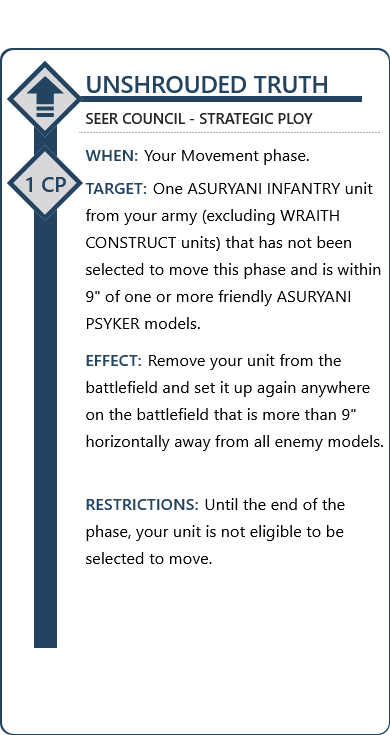 UNSHROUDED TRUTH
SEER COUNCIL - STRATEGIC PLOY
1 CP
WHEN: Your Movement phase.
TARGET: One ASURYANI INFANTRY unit
from your army (excluding WRAITH
CONSTRUCT units) that has not been
selected to move this phase and is within
9" of one or more friendly ASURYANI
PSYKER models.
EFFECT: Remove your unit from the
battlefield and set it up again anywhere
on the battlefield that is more than 9"
horizontally away from all enemy models.
RESTRICTIONS: Until the end of the
phase, your unit is not eligible to be
selected to move.